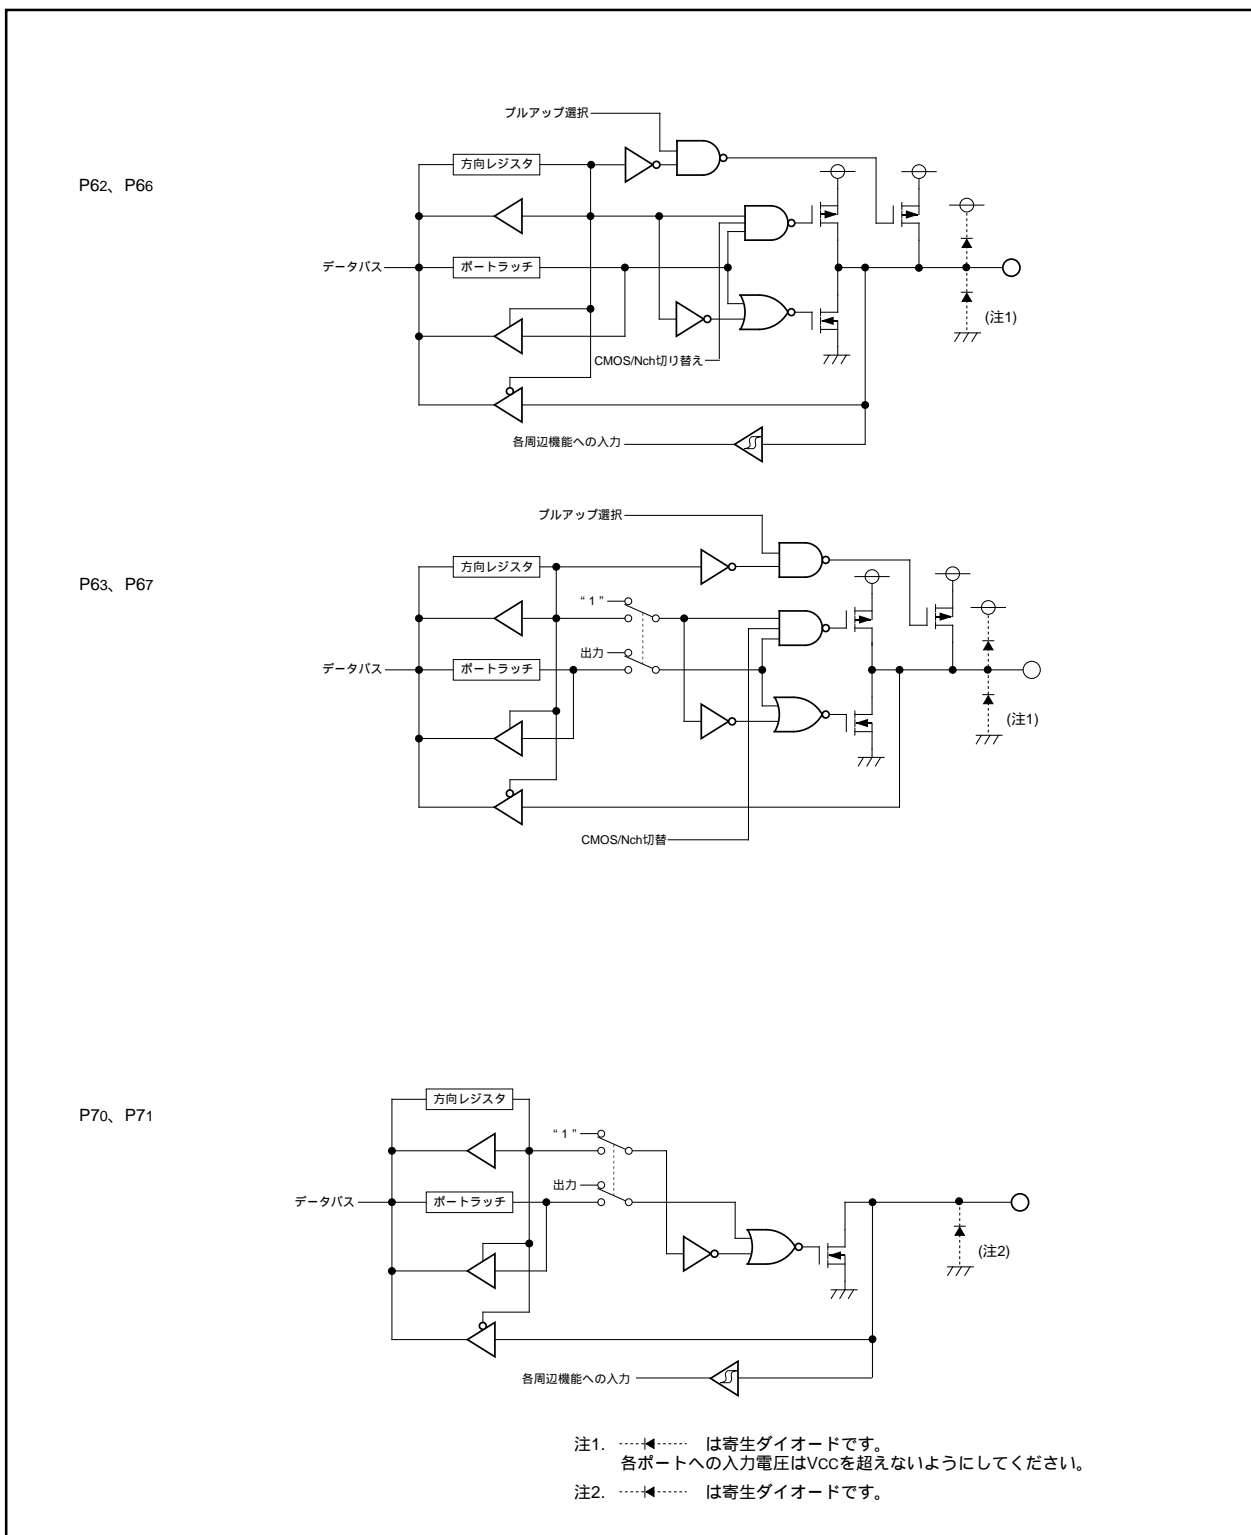 プルアップ選択
P62、P66
方向レジスタ
データバス
ポートラッチ
(注1)
CMOS/Nch切り替え
各周辺機能への入力
プルアップ選択
P63、P67
方向レジスタ
“1”
出力
データバス
ポートラッチ
(注1)
CMOS/Nch切替
P70、P71
方向レジスタ
“1”
出力
データバス
ポートラッチ
(注2)
各周辺機能への入力
注1. は寄生ダイオードです。
各ポートへの入力電圧はVCCを超えないようにしてください。
注2. は寄生ダイオードです。